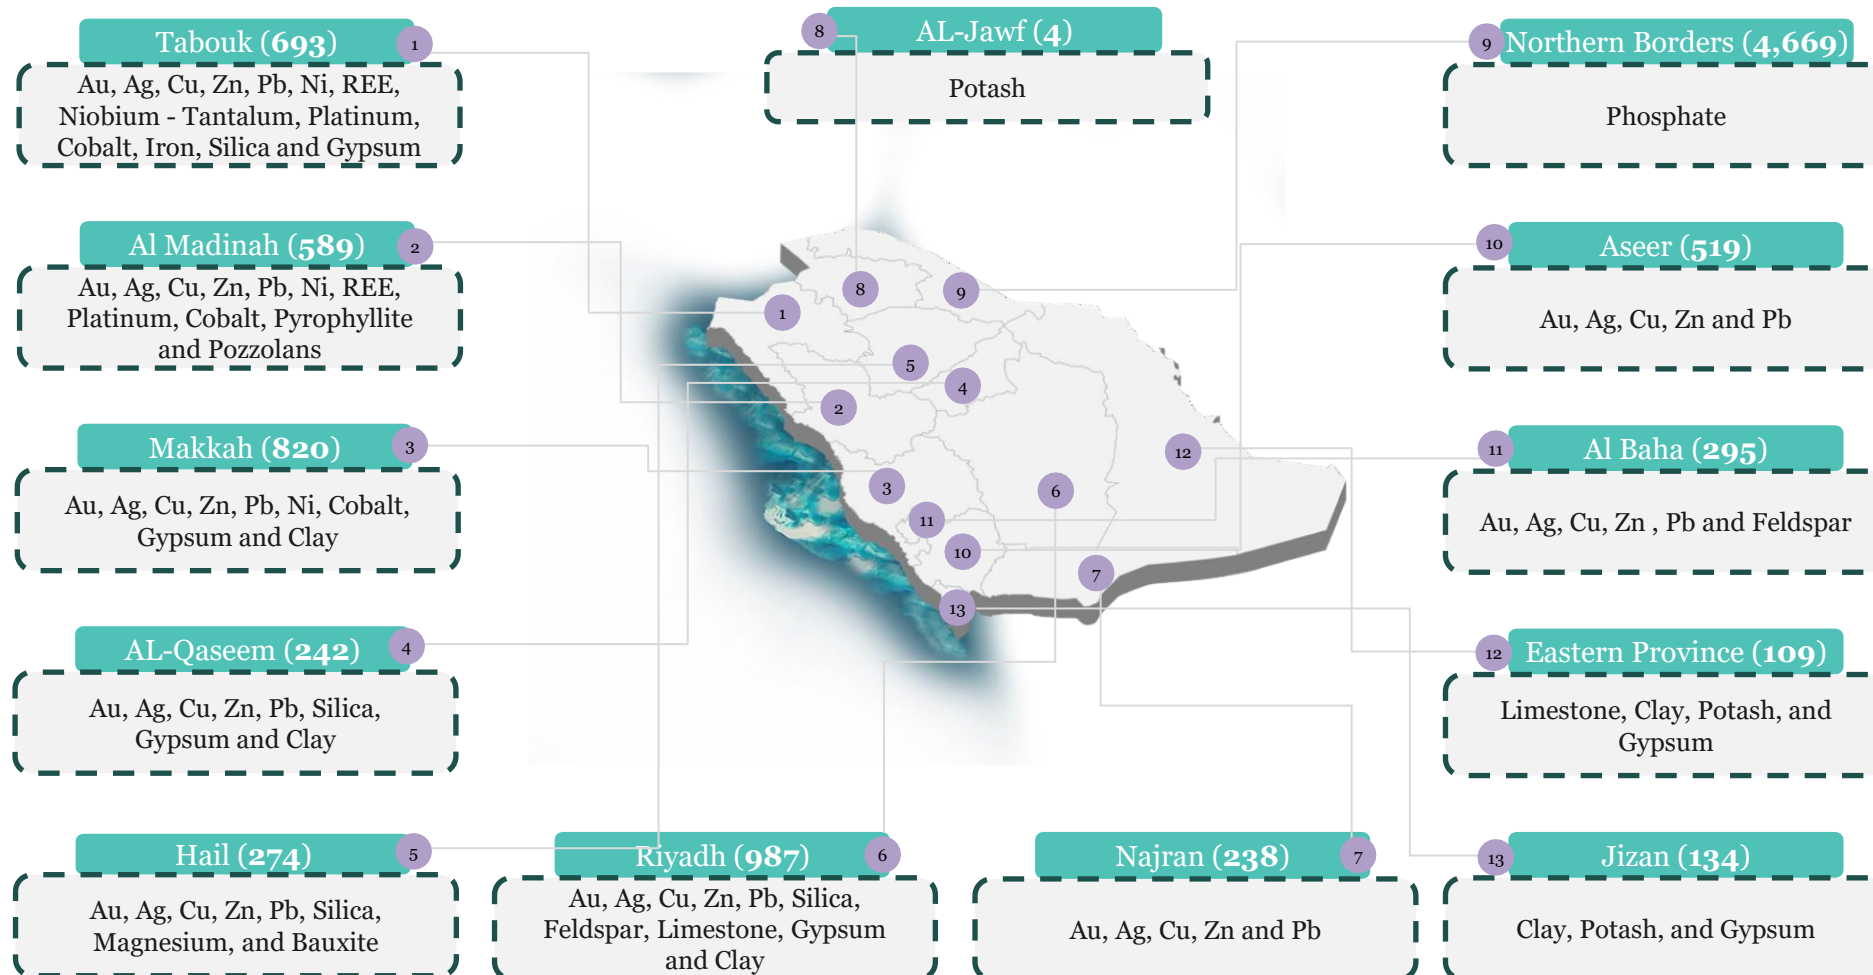 Tabouk (693)
1
Au, Ag, Cu, Zn, Pb, Ni, REE,
Niobium - Tantalum, Platinum,
Cobalt, Iron, Silica and Gypsum
8
AL-Jawf (4)
Potash
9
Northern Borders (4,669)
Phosphate
Al Madinah (589)
2
Au, Ag, Cu, Zn, Pb, Ni, REE,
Platinum, Cobalt, Pyrophyllite
and Pozzolans
10
Aseer (519)
Au, Ag, Cu, Zn and Pb
Makkah (820)
3
Au, Ag, Cu, Zn, Pb, Ni, Cobalt,
Gypsum and Clay
11
Al Baha (295)
Au, Ag, Cu, Zn , Pb and Feldspar
8
9
1
5
4
2
12
3
6
11
10
7
13
AL-Qaseem (242)
4
Au, Ag, Cu, Zn, Pb, Silica,
Gypsum and Clay
12
Eastern Province (109)
Limestone, Clay, Potash, and
Gypsum
Hail (274)
5
Au, Ag, Cu, Zn, Pb, Silica,
Magnesium, and Bauxite
Riyadh (987)
6
Au, Ag, Cu, Zn, Pb, Silica,
Feldspar, Limestone, Gypsum
and Clay
Najran (238)
7
Au, Ag, Cu, Zn and Pb
13
Jizan (134)
Clay, Potash, and Gypsum